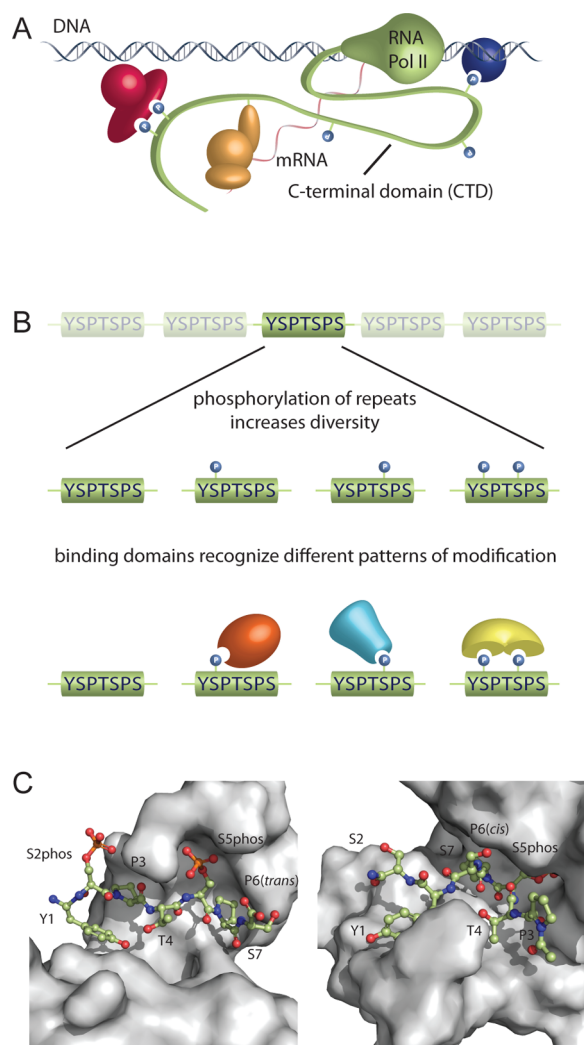 A
DNA
RNA
Pol II
P
P
P
P
P
mRNA
C-terminal domain (CTD)
B
YSPTSPS YSPTSPS YSPTSPS YSPTSPS YSPTSPS
phosphorylation of repeats
increases diversity
P P P P
YSPTSPS YSPTSPS YSPTSPS YSPTSPS
binding domains recognize different patterns of modification
P P P P
YSPTSPS YSPTSPS YSPTSPS YSPTSPS
C
S2phos
P3
S5phos
P6(trans)
Y1
T4
S7
P6(cis)
S2
S7
S5phos
Y1
T4
P3